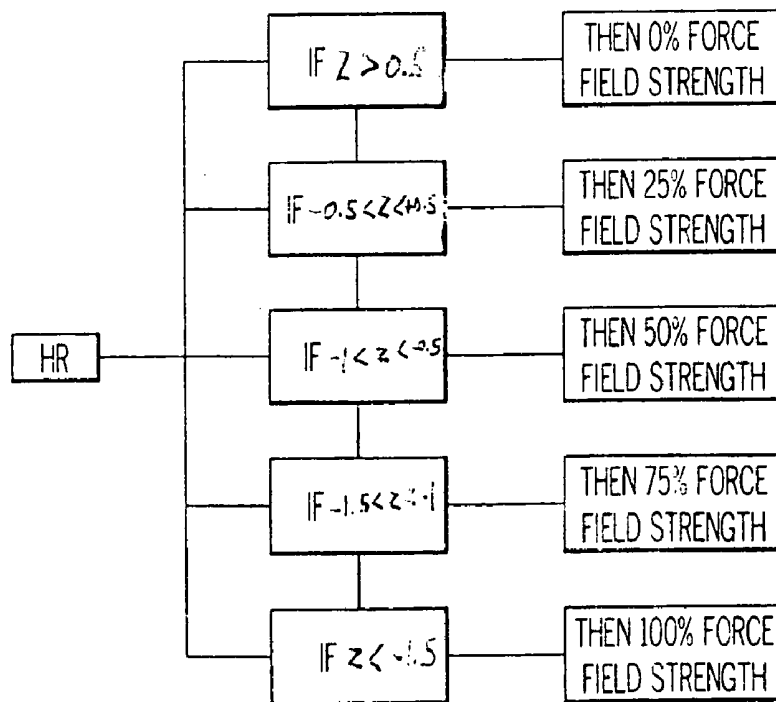 IF Z > 0.5
THEN 0% FORCE
FIELD STRENGTH
IF -0.5 < Z < +0.5
THEN 25% FORCE
FIELD STRENGTH
HR
IF -1 < Z < -0.5
THEN 50% FORCE
FIELD STRENGTH
IF -1.5 < Z < -1
THEN 75% FORCE
FIELD STRENGTH
IF Z < -1.5
THEN 100% FORCE
FIELD STRENGTH